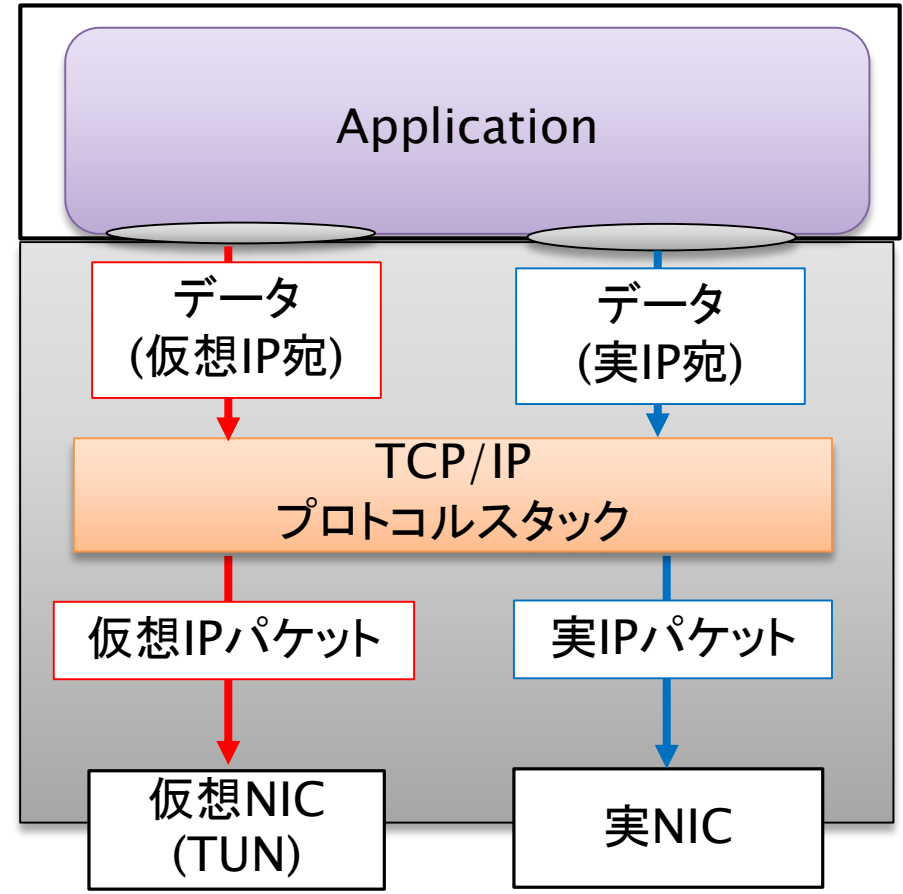 Application
データ
(仮想IP宛)
データ
(実IP宛)
TCP/IP
プロトコルスタック
仮想IPパケット
実IPパケット
仮想NIC
(TUN)
実NIC